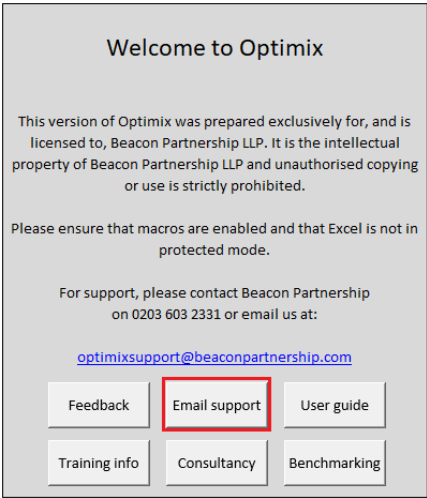 Welcome to Optimix
This version of Optimix was prepared exclusively for, and is
licensed to, Beacon Partnership LLP. It is the intellectual
property of Beacon Partnership LLP and unauthorised copying
or use is strictly prohibited.
Please ensure that macros are enabled and that Excel is not in
protected mode.
For support, please contact Beacon Partnership
on 0203 603 2331 or email us at:
optimixsupport@beaconpartnership.com
Feedback
Email support
User guide
Training info
Consultancy
Benchmarking